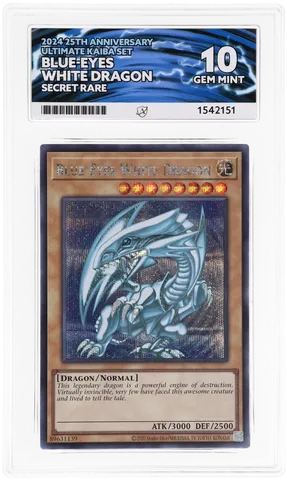 2024 25TH ANNIVERSARY
ULTIMATE KAIBA SET
BLUE-EYES
WHITE DRAGON
SECRET RARE
10
GEM MINT
1542151
BLUE-EYES WHITE DRAGON
[DRAGON/NORMAL]
This legendary dragon is a powerful engine of destruction.
Virtually invincible, very few have faced this awesome creature
and lived to tell the tale.
ATK/3000 DEF/2500
89631139